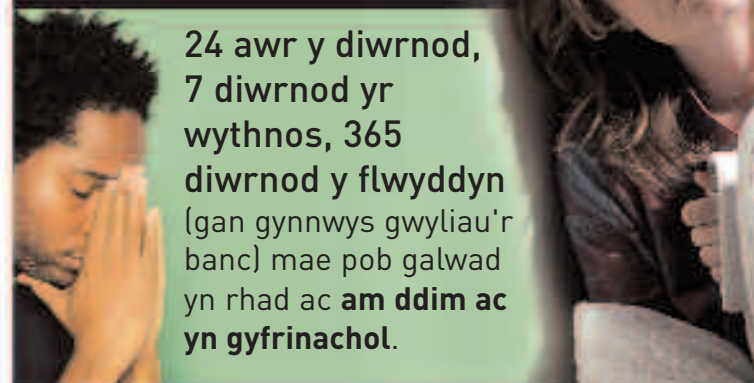 24 awr y diwrnod,
7 diwrnod yr
wythnos, 365
diwrnod y flwyddyn
(gan gynnwys gwyliau'r
banc) mae pob galwad
yn rhad ac am ddim ac
yn gyfrinachol.